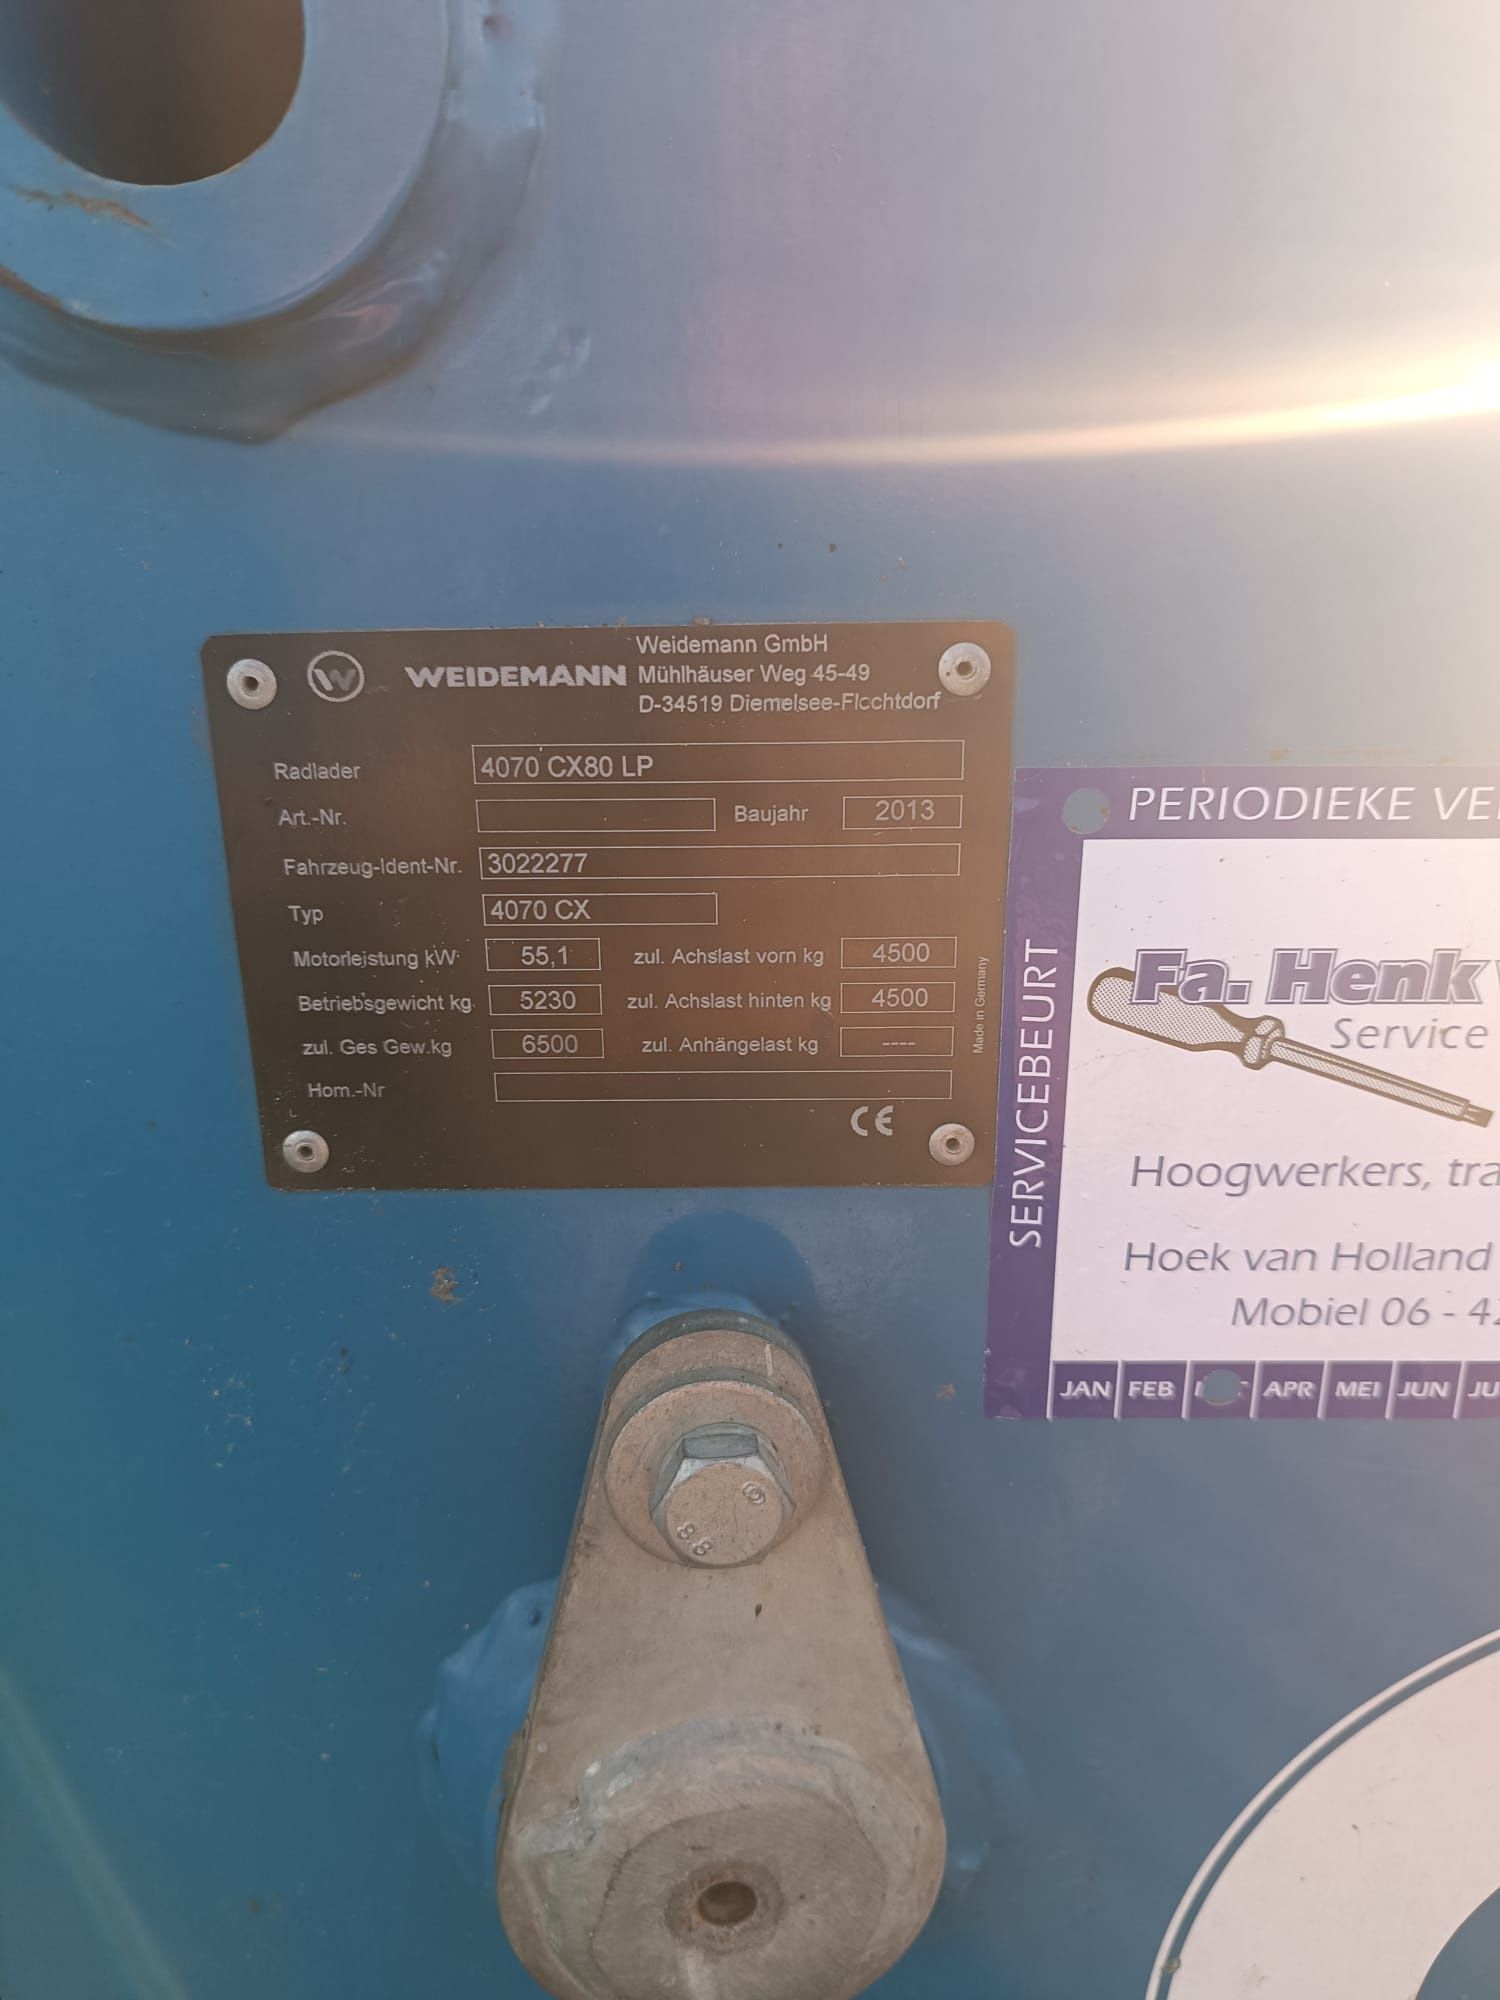 Weidemann GmbH
WEIDEMANN Mühlhäuser Weg 45-49
D-34519 Diemelsee-Flechtdorf
Radlader 4070 CX80 LP
Art.-Nr. Baujahr 2013
Fahrzeug-Ident-Nr. 3022277
Typ 4070 CX
Motorleistung kW 55,1 zul. Achslast vorn kg 4500
Betriebsgewicht kg 5230 zul. Achslast hinten kg 4500
zul. Ges Gew.kg 6500 zul. Anhängelast kg ----
Hom.-Nr
CE
Made in Germany
PERIODIEKE VE
SERVICEBEURT
Fa. Henk
Service
Hoogwerkers, tra
Hoek van Holland
Mobiel 06 - 42
JAN FEB APR MEI JUN JU
8.8